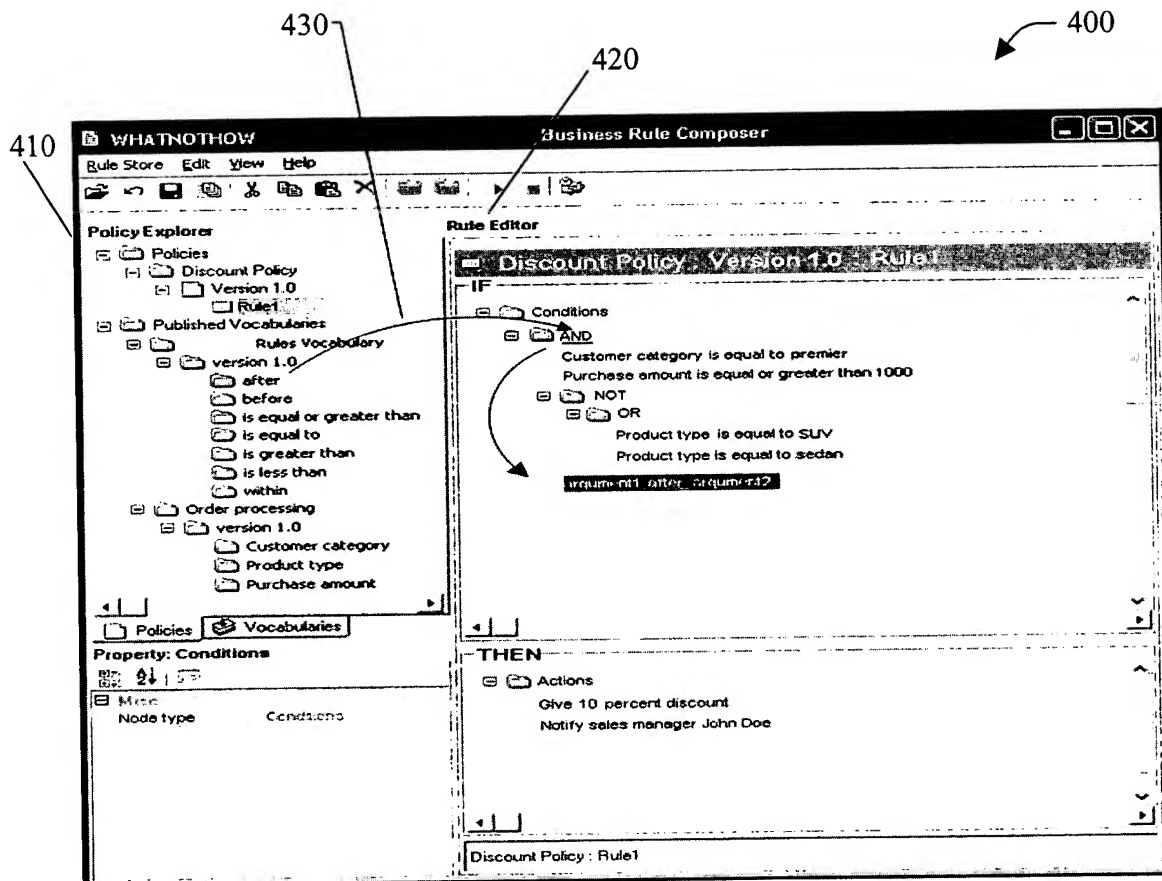 430
400
420
410
WHATNOTHOW Business Rule Composer
Rule Store Edit View Help
Policy Explorer
Policies
Discount Policy
Version 1.0
Rule1
Published Vocabularies
Rules Vocabulary
version 1.0
after
before
is equal or greater than
is equal to
is greater than
is less than
within
Order processing
version 1.0
Customer category
Product type
Purchase amount
Policies Vocabularies
Property: Conditions
Misc
Node type Conditions
Rule Editor
Discount Policy, Version 1.0 : Rule1
IF
Conditions
AND
Customer category is equal to premier
Purchase amount is equal or greater than 1000
NOT
OR
Product type is equal to SUV
Product type is equal to sedan
argument1 after argument2
THEN
Actions
Give 10 percent discount
Notify sales manager John Doe
Discount Policy : Rule1